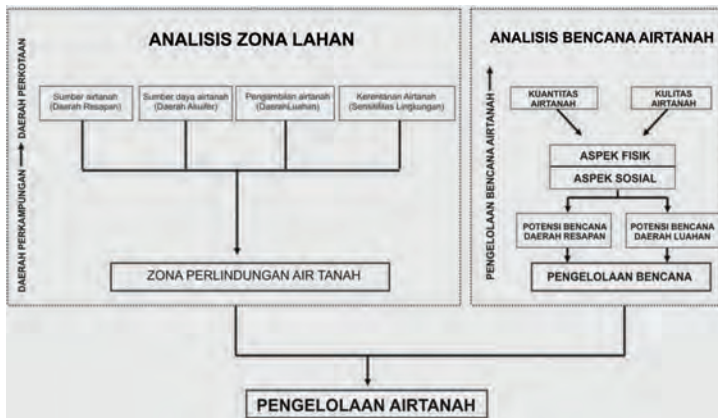 ANALISIS ZONA LAHAN
DAERAH PERKAMPUNGAN
DAERAH PERKOTAAN
Sumber airtanah
(Daerah Resapan)
Sumber daya airtanah
(Daerah Akuifer)
Pengambilan airtanah
(DaerahLuahan)
Kerentanan Airtanah
(Sensitifitas Lingkungan)
ZONA PERLINDUNGAN AIR TANAH
ANALISIS BENCANA AIRTANAH
PENGELOLAAN BENCANA AIRTANAH
KUANTITAS
AIRTANAH
KULITAS
AIRTANAH
ASPEK FISIK
ASPEK SOSIAL
POTENSI BENCANA
DAERAH RESAPAN
POTENSI BENCANA
DAERAH LUAHAN
PENGELOLAAN BENCANA
PENGELOLAAN AIRTANAH